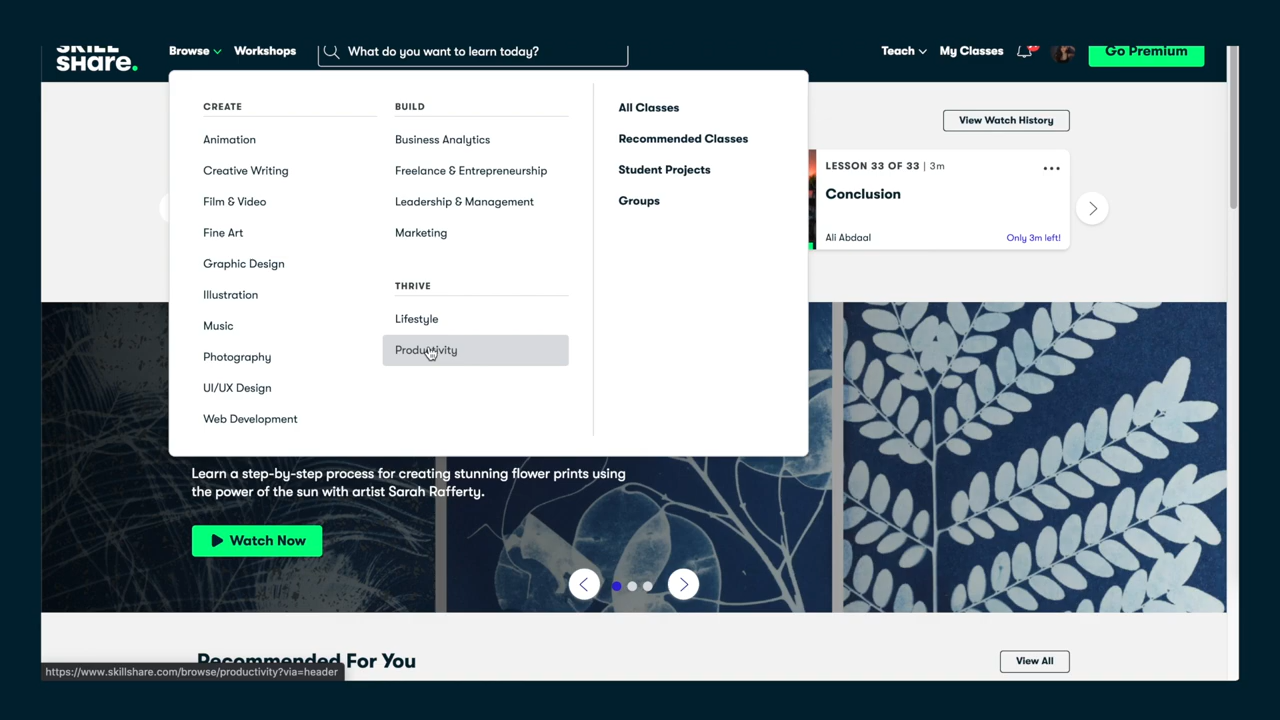 SKILL
SHare.
Browse
Workshops
What do you want to learn today?
Teach
My Classes
Go Premium
CREATE
Animation
Creative Writing
Film & Video
Fine Art
Graphic Design
Illustration
Music
Photography
UI/UX Design
Web Development
BUILD
Business Analytics
Freelance & Entrepreneurship
Leadership & Management
Marketing
THRIVE
Lifestyle
Productivity
All Classes
Recommended Classes
Student Projects
Groups
View Watch History
LESSON 33 OF 33 | 3m
Conclusion
Ali Abdaal
Only 3m left!
Learn a step-by-step process for creating stunning flower prints using
the power of the sun with artist Sarah Rafferty.
Watch Now
Recommended For You
View All
https://www.skillshare.com/browse/productivity?via=header